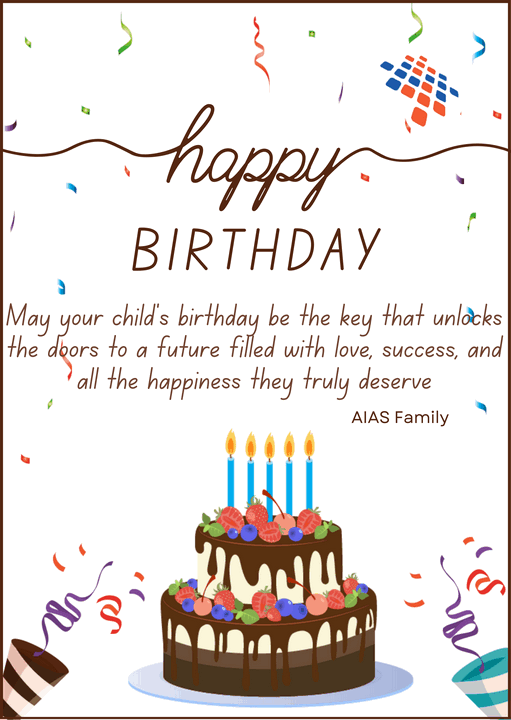 happy
BIRTHDAY
May your child's birthday be the key that unlocks
the doors to a future filled with love, success, and
all the happiness they truly deserve
AIAS Family